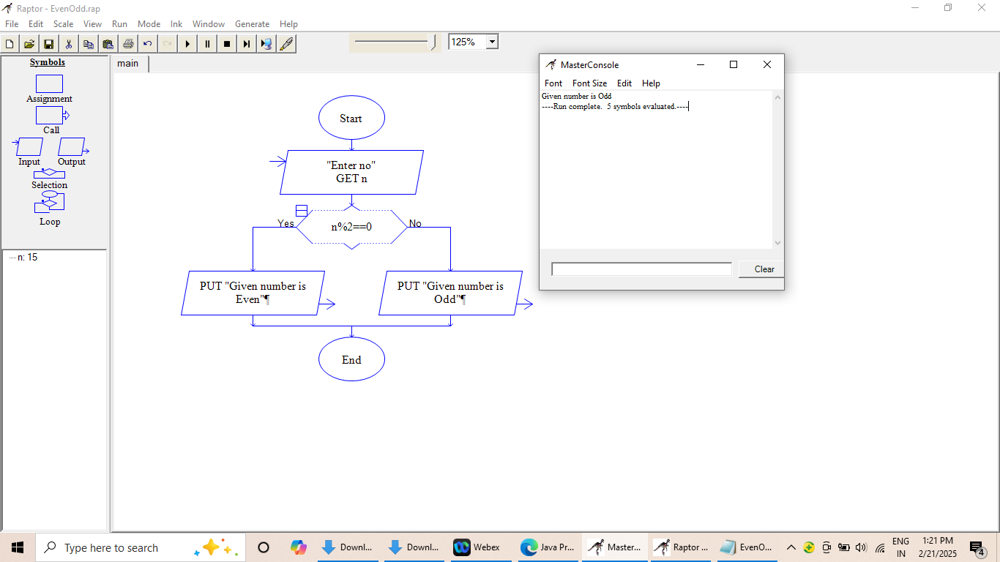 Raptor - EvenOdd.rap
File Edit Scale View Run Mode Ink Window Generate Help
125%
Symbols
Assignment
Call
Input Output
Selection
Loop
n: 15
main
Start
"Enter no"
GET n
Yes
n%2==0
No
PUT "Given number is
Even"¶
PUT "Given number is
Odd"¶
End
MasterConsole
Font Font Size Edit Help
Given number is Odd
----Run complete.  5 symbols evaluated.----
Clear
Type here to search
Downl...
Downl...
Webex
Java Pr...
Master...
Raptor ...
EvenO...
ENG
IN
1:21 PM
2/21/2025
4